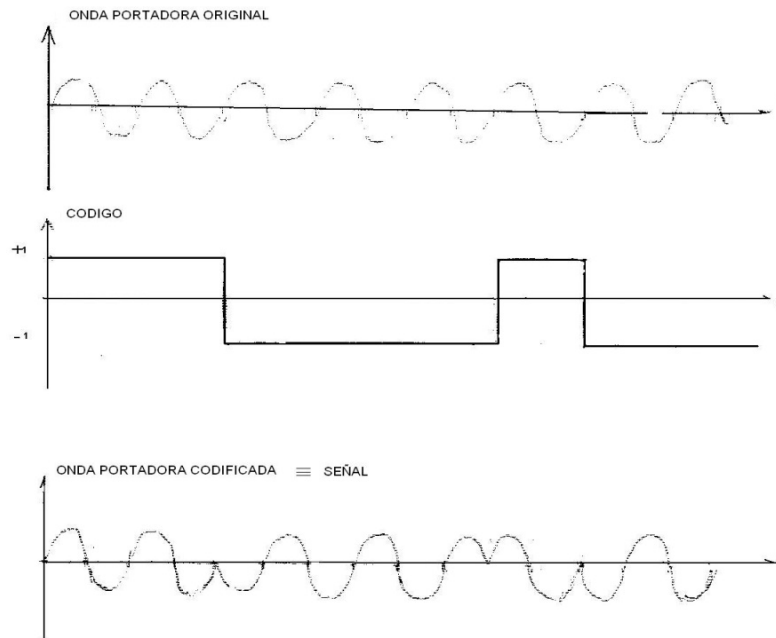 ONDA PORTADORA ORIGINAL
CODIGO
+1
-1
ONDA PORTADORA CODIFICADA ≡ SEÑAL